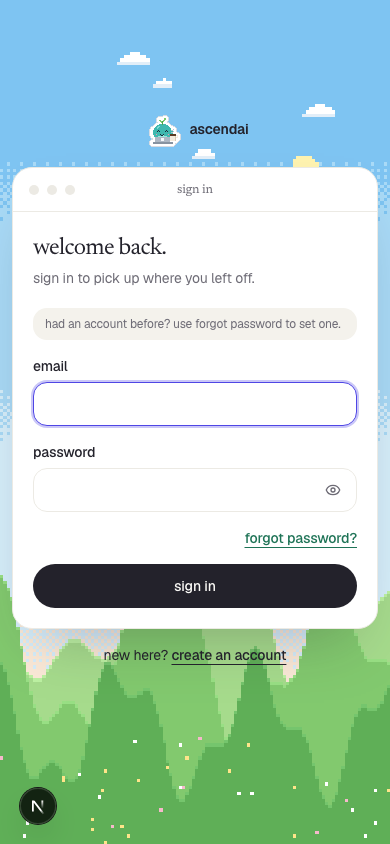 ascendai
sign in
welcome back.
sign in to pick up where you left off.
had an account before? use forgot password to set one.
email
password
forgot password?
sign in
new here? create an account
N